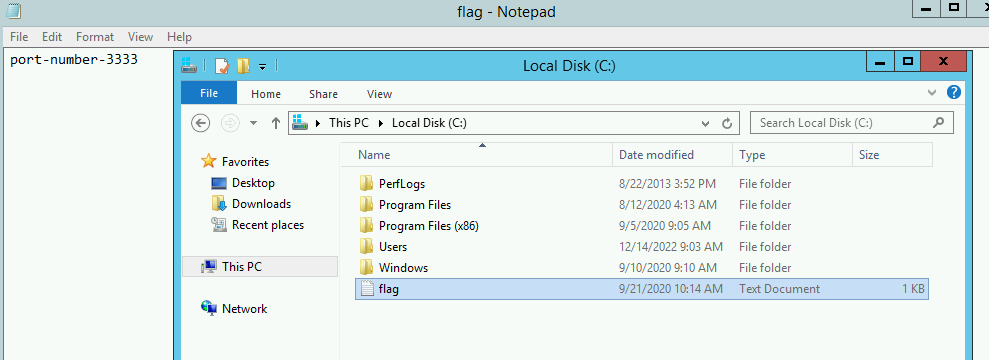 flag - Notepad
File Edit Format View Help
port-number-3333
Local Disk (C:)
File Home Share View
This PC Local Disk (C:) Search Local Disk (C:)
Name Date modified Type Size
Favorites
Desktop
Downloads
Recent places
This PC
Network
PerfLogs 8/22/2013 3:52 PM File folder
Program Files 8/12/2020 4:13 AM File folder
Program Files (x86) 9/5/2020 9:05 AM File folder
Users 12/14/2022 9:03 AM File folder
Windows 9/10/2020 9:10 AM File folder
flag 9/21/2020 10:14 AM Text Document 1 KB